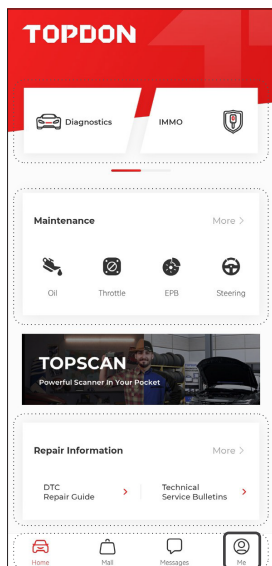 TOPDON
Diagnostics IMMO
Maintenance More >
Oil Throttle EPB Steering
TOPSCAN
Powerful Scanner In Your Pocket
Repair Information More >
DTC
Repair Guide >
Technical
Service Bulletins >
Home Mall Messages Me